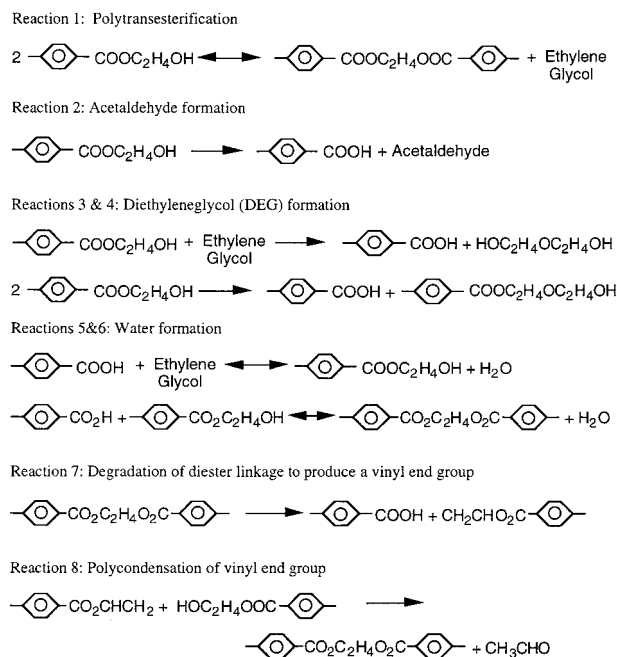 Reaction 1: Polytransesterification
2 COOC₂H₄OH COOC₂H₄OOC + Ethylene Glycol
Reaction 2: Acetaldehyde formation
COOC₂H₄OH COOH + Acetaldehyde
Reactions 3 & 4: Diethyleneglycol (DEG) formation
COOC₂H₄OH + Ethylene Glycol COOH + HOC₂H₄OC₂H₄OH
2 COOC₂H₄OH COOH + COOC₂H₄OC₂H₄OH
Reactions 5&6: Water formation
COOH + Ethylene Glycol COOC₂H₄OH + H₂O
CO₂H + CO₂C₂H₄OH CO₂C₂H₄O₂C + H₂O
Reaction 7: Degradation of diester linkage to produce a vinyl end group
CO₂C₂H₄O₂C COOH + CH₂CHO₂C
Reaction 8: Polycondensation of vinyl end group
CO₂CHCH₂ + HOC₂H₄OOC
CO₂C₂H₄O₂C + CH₃CHO